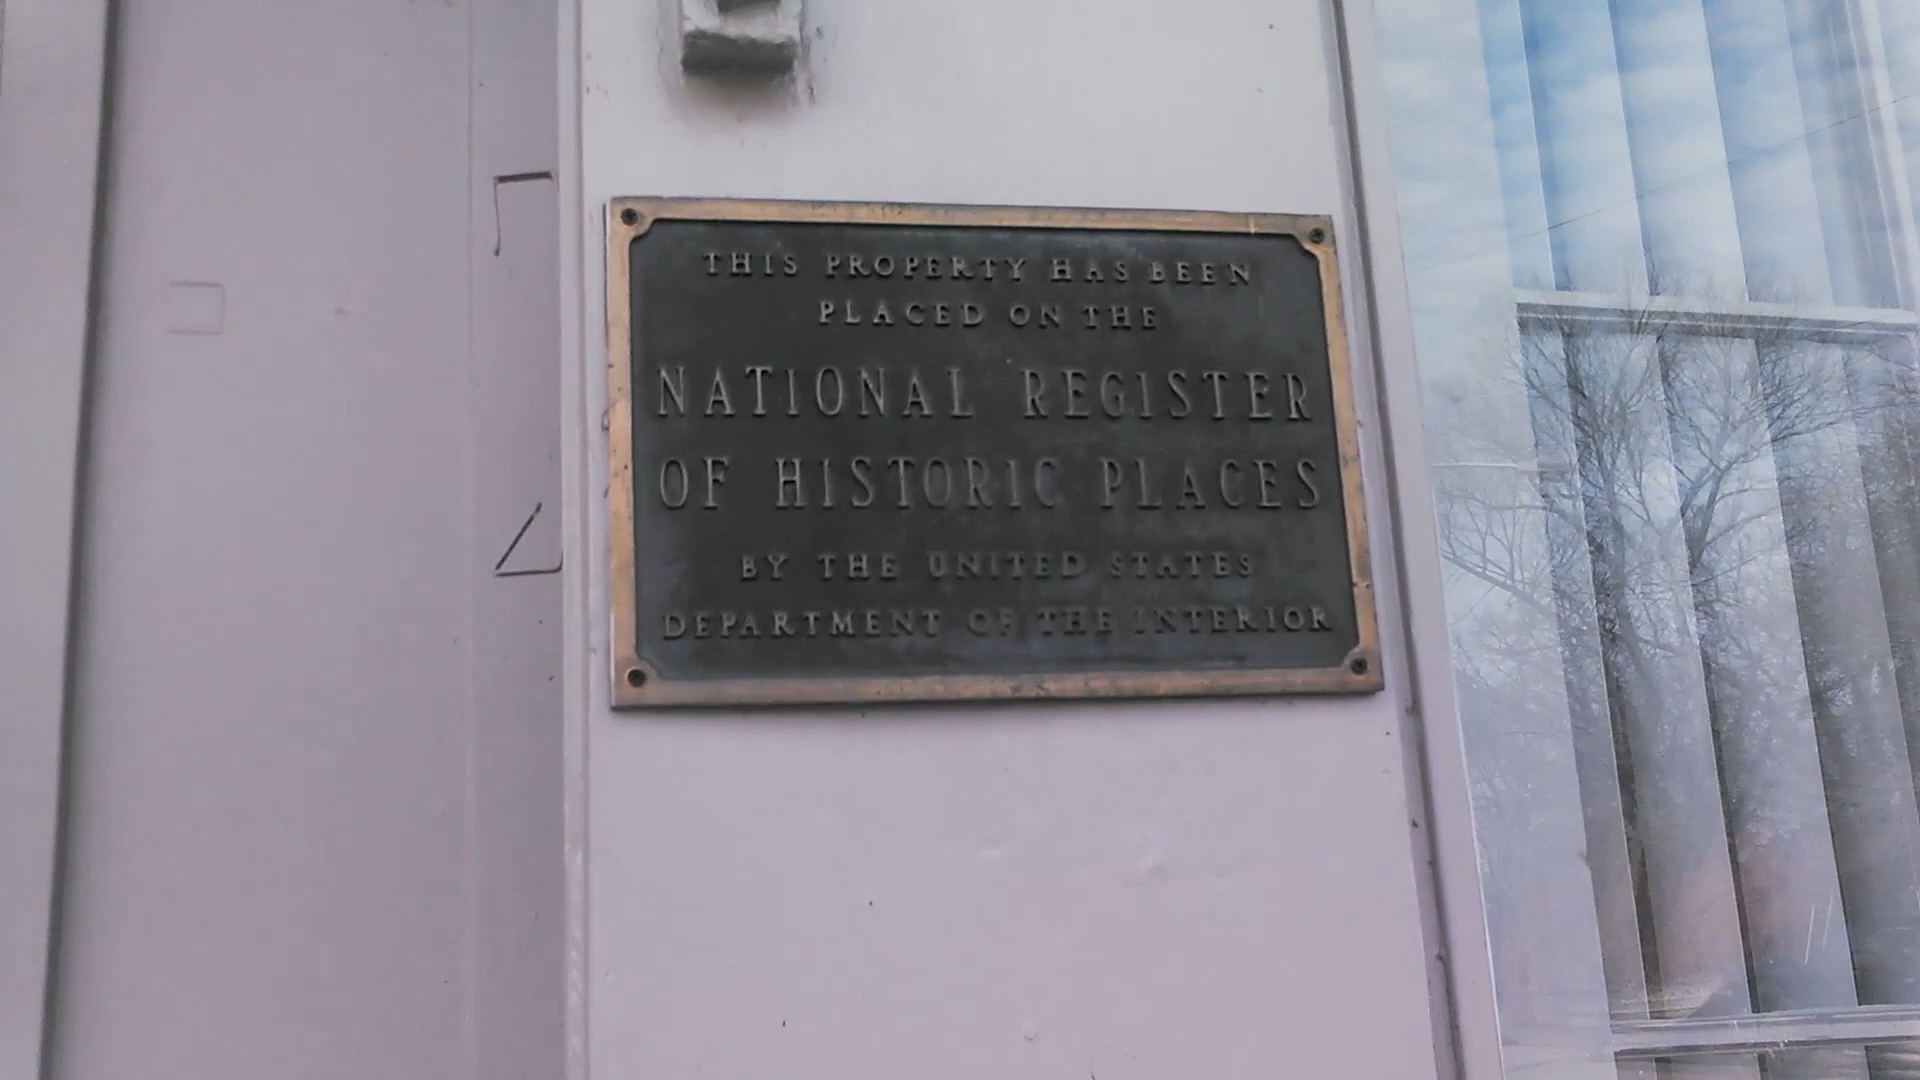 THIS PROPERTY HAS BEEN
PLACED ON THE
NATIONAL REGISTER
OF HISTORIC PLACES
BY THE UNITED STATES
DEPARTMENT OF THE INTERIOR